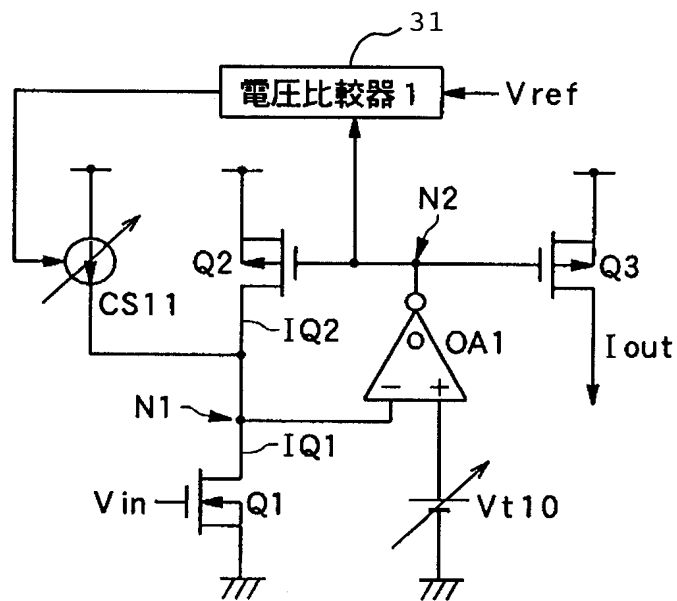 31
電圧比較器1
Vref
N2
Q2
Q3
CS11
IQ2
O
OA1
Iout
− +
N1
IQ1
Vin
Q1
Vt10